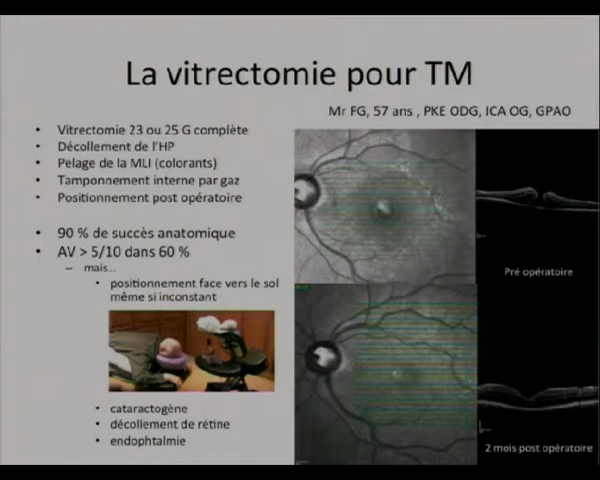 La vitrectomie pour TM
Mr FG, 57 ans , PKE ODG, ICA OG, GPAO
• Vitrectomie 23 ou 25 G complète
• Décollement de l'HP
• Pelage de la MLI (colorants)
• Tamponnement interne par gaz
• Positionnement post opératoire
• 90 % de succès anatomique
• AV > 5/10 dans 60 %
– mais...
• positionnement face vers le sol
même si inconstant
• cataractogène
• décollement de rétine
• endophtalmie
Pré opératoire
2 mois post opératoire